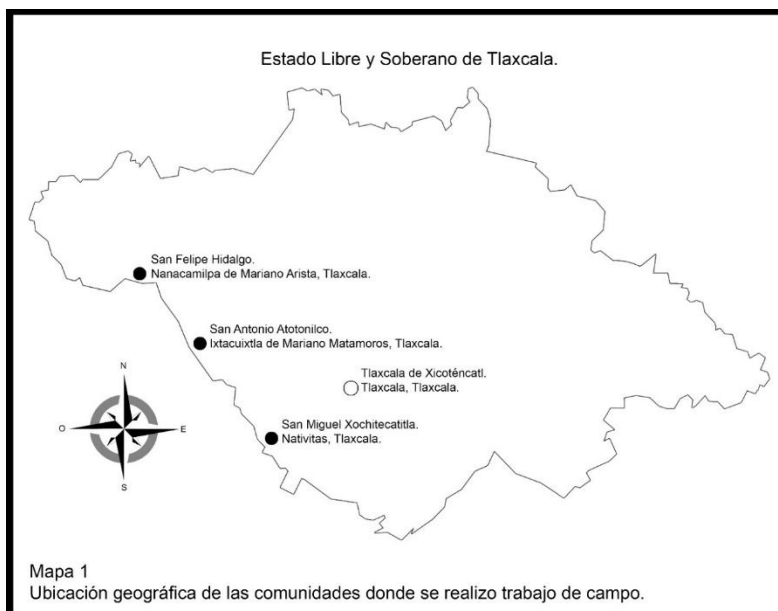 Estado Libre y Soberano de Tlaxcala.
San Felipe Hidalgo.
Nanacamilpa de Mariano Arista, Tlaxcala.
San Antonio Atotonilco.
Ixtacuixtla de Mariano Matamoros, Tlaxcala.
Tlaxcala de Xicoténcatl.
Tlaxcala, Tlaxcala.
N
O
E
S
San Miguel Xochitecatitla.
Nativitas, Tlaxcala.
Mapa 1
Ubicación geográfica de las comunidades donde se realizo trabajo de campo.